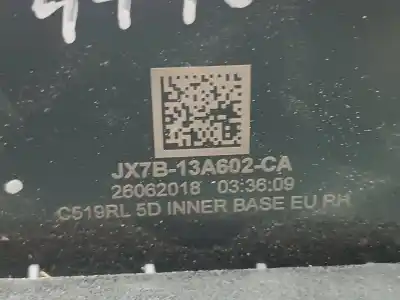 JX7B-13A602-CA
26062018 03:36:09
C519RL 5D INNER BASE EU RH